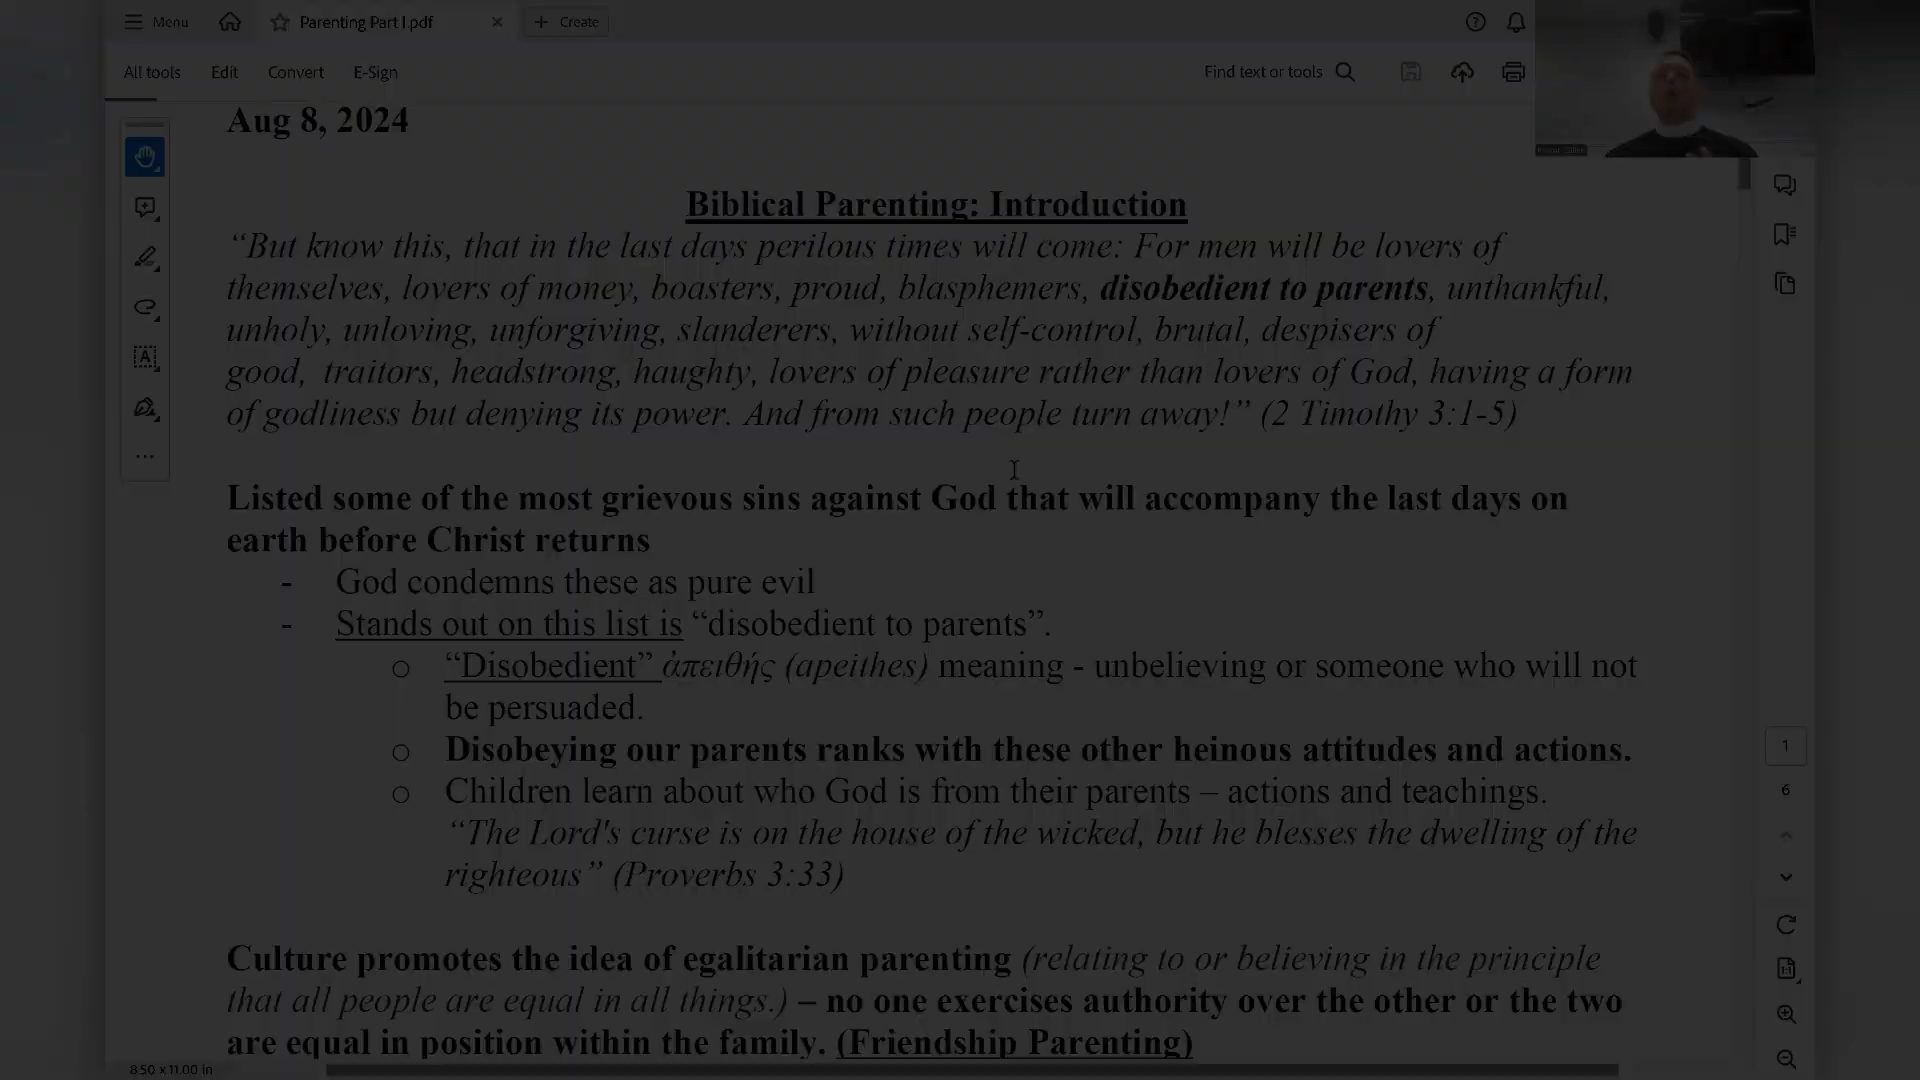 Menu
Parenting Part I.pdf
Create
All tools
Edit
Convert
E-Sign
Find text or tools
Aug 8, 2024
Biblical Parenting: Introduction
“But know this, that in the last days perilous times will come: For men will be lovers of
themselves, lovers of money, boasters, proud, blasphemers, disobedient to parents, unthankful,
unholy, unloving, unforgiving, slanderers, without self-control, brutal, despisers of
good, traitors, headstrong, haughty, lovers of pleasure rather than lovers of God, having a form
of godliness but denying its power. And from such people turn away!” (2 Timothy 3:1-5)
Listed some of the most grievous sins against God that will accompany the last days on
earth before Christ returns
- God condemns these as pure evil
- Stands out on this list is “disobedient to parents”.
o “Disobedient” ἀπειθής (apeithes) meaning - unbelieving or someone who will not
be persuaded.
o Disobeying our parents ranks with these other heinous attitudes and actions.
o Children learn about who God is from their parents – actions and teachings.
“The Lord's curse is on the house of the wicked, but he blesses the dwelling of the
righteous” (Proverbs 3:33)
Culture promotes the idea of egalitarian parenting (relating to or believing in the principle
that all people are equal in all things.) – no one exercises authority over the other or the two
are equal in position within the family. (Friendship Parenting)
1
6
8.50 x 11.00 in